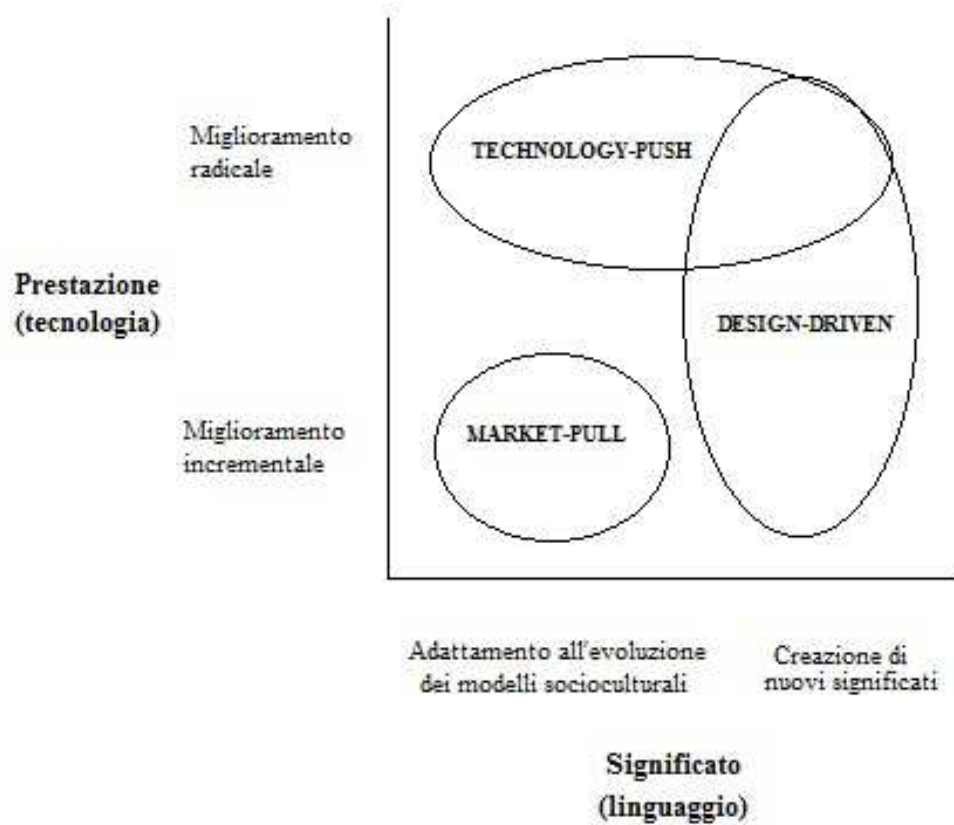 Miglioramento
radicale
TECHNOLOGY-PUSH
Prestazione
(tecnologia)
DESIGN-DRIVEN
Miglioramento
incrementale
MARKET-PULL
Adattamento all'evoluzione
dei modelli socioculturali
Creazione di
nuovi significati
Significato
(linguaggio)